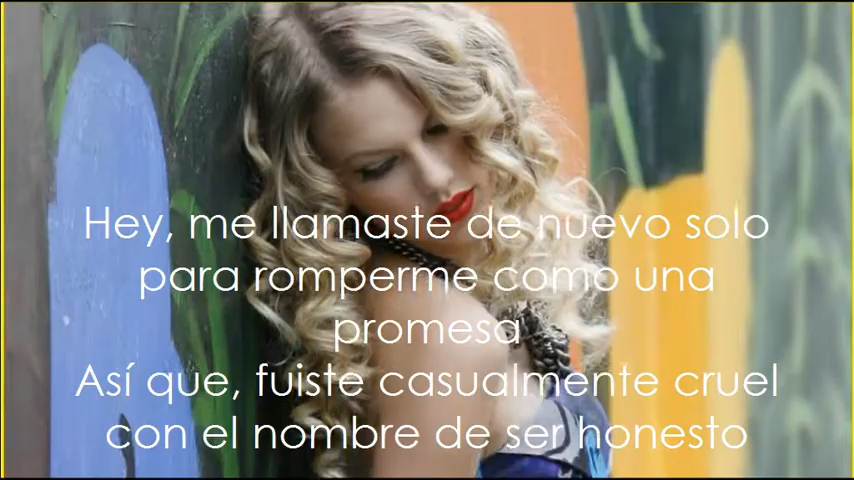 Hey, me llamaste de nuevo solo
para romperme como una
promesa
Así que, fuiste casualmente cruel
con el nombre de ser honesto